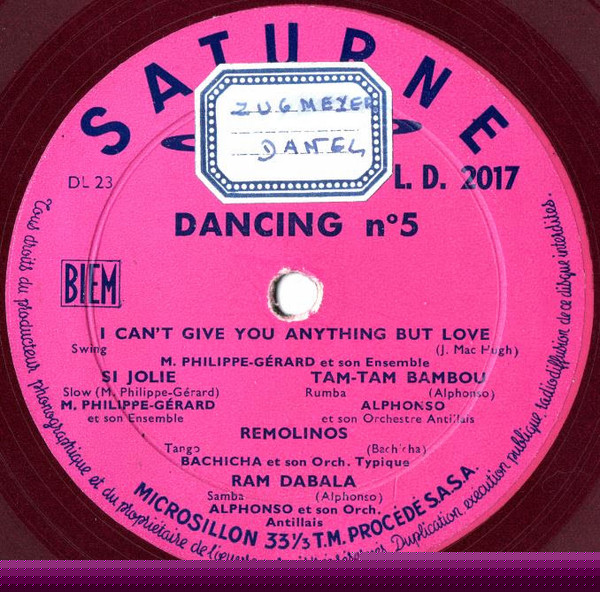 SATURNE
ZUGMEYER
DANEL
DL 23
L. D. 2017
DANCING n°5
BIEM
I CAN'T GIVE YOU ANYTHING BUT LOVE
Swing (J. Mac Hugh)
M. PHILIPPE-GÉRARD et son Ensemble
SI JOLIE TAM-TAM BAMBOU
Slow (M. Philippe-Gérard) Rumba (Alphonso)
M. PHILIPPE-GÉRARD ALPHONSO
et son Ensemble et son Orchestre Antillais
REMOLINOS
Tango (Bachicha)
BACHICHA et son Orch. Typique
RAM DABALA
Samba (Alphonso)
ALPHONSO et son Orch.
Antillais
MICROSILLON 33⅓ T.M. PROCÉDÉ S.A.S.A.
Tous droits du producteur phonographique et du propriétaire de l'œuvre Duplication, exécution publique, radiodiffusion de ce disque interdites.